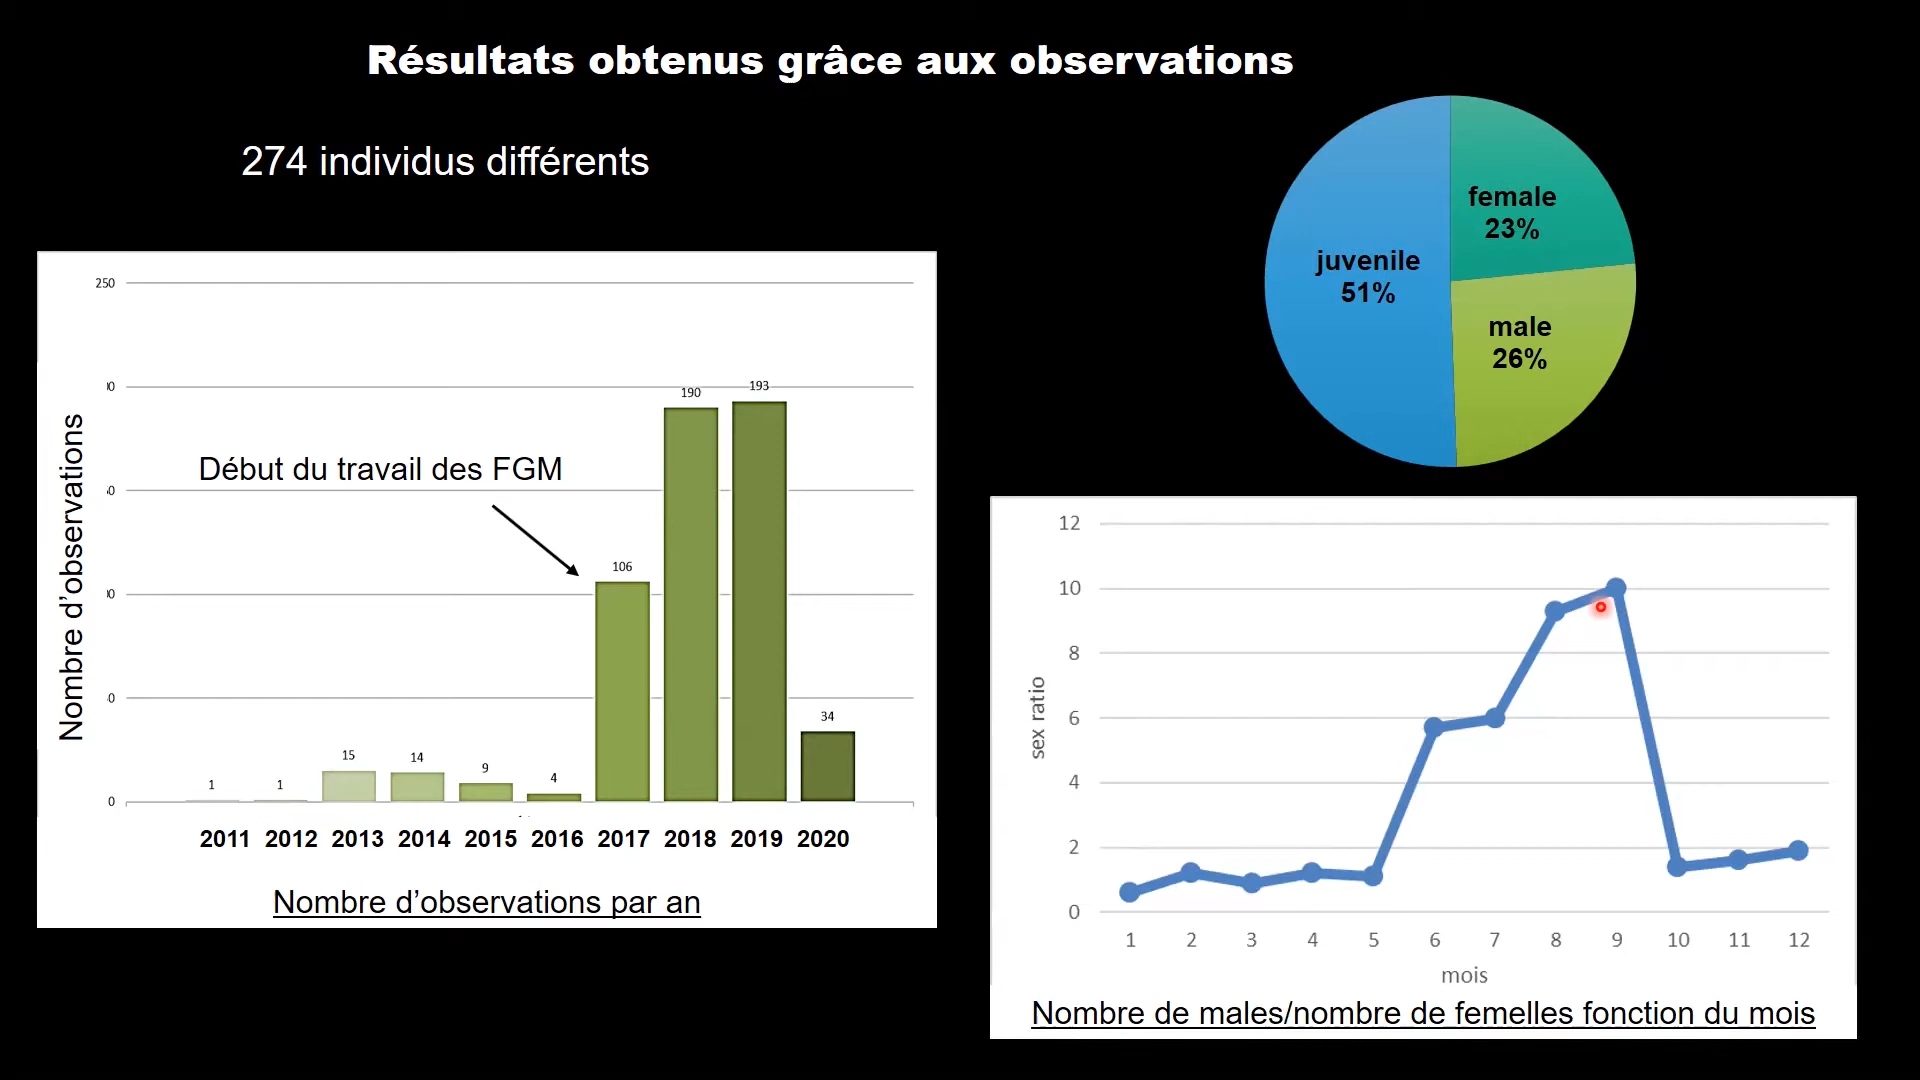 Résultats obtenus grâce aux observations
274 individus différents
female
23%
juvenile
51%
male
26%
Nombre d’observations
250
0
Début du travail des FGM
1
1
15
14
9
4
106
190
193
34
2011 2012 2013 2014 2015 2016 2017 2018 2019 2020
Nombre d’observations par an
sex ratio
12
10
8
6
4
2
0
1 2 3 4 5 6 7 8 9 10 11 12
mois
Nombre de males/nombre de femelles fonction du mois